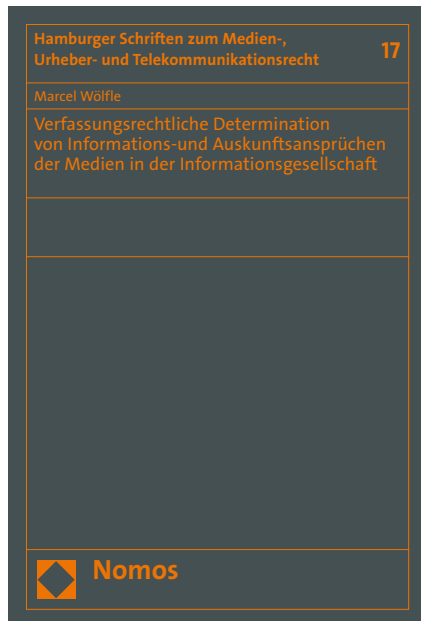 Hamburger Schriften zum Medien-,
Urheber- und Telekommunikationsrecht
17
Marcel Wölfle
Verfassungsrechtliche Determination
von Informations-und Auskunftsansprüchen
der Medien in der Informationsgesellschaft
Nomos